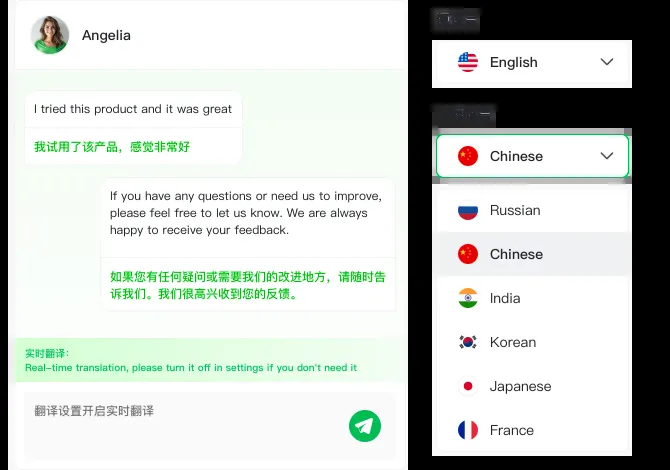 Angelia
I tried this product and it was great
我试用了该产品，感觉非常好
If you have any questions or need us to improve,
please feel free to let us know. We are always
happy to receive your feedback.
如果您有任何疑问或需要我们的改进地方，请随时告
诉我们。我们很高兴收到您的反馈。
实时翻译：
Real-time translation, please turn it off in settings if you don't need it
翻译设置开启实时翻译
English
Chinese
Russian
Chinese
India
Korean
Japanese
France